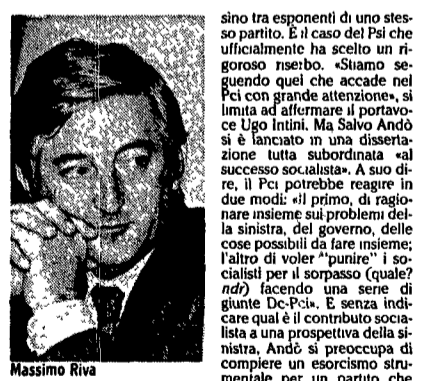 sino tra esponenti di uno stes-
so partito. È il caso del Psi che
ufficialmente ha scelto un ri-
goroso riserbo. «Stiamo se-
guendo quel che accade nel
Pci con grande attenzione», si
limita ad affermare il portavo-
ce Ugo Intini. Ma Salvo Andò
si è lanciato in una disserta-
zione tutta subordinata «al
successo socialista». A suo di-
re, il Pci potrebbe reagire in
due modi: «il primo, di ragio-
nare insieme sui problemi del-
la sinistra, del governo, delle
cose possibili da fare insieme;
l'altro di voler "punire" i so-
cialisti per il sorpasso (quale?
ndr) facendo una serie di
giunte Dc-Pci». E senza indi-
care qual è il contributo socia-
lista a una prospettiva della si-
nistra, Andò si preoccupa di
compiere un esorcismo stru-
mentale per un partito che
Massimo Riva